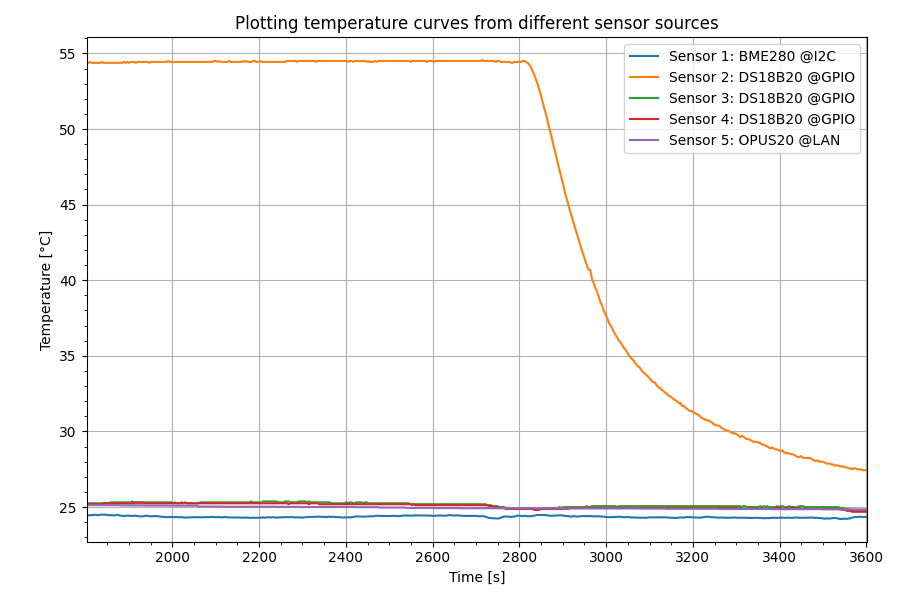 Plotting temperature curves from different sensor sources
Sensor 1: BME280 @I2C
Sensor 2: DS18B20 @GPIO
Sensor 3: DS18B20 @GPIO
Sensor 4: DS18B20 @GPIO
Sensor 5: OPUS20 @LAN
Temperature [°C]
55
50
45
40
35
30
25
2000 2200 2400 2600 2800 3000 3200 3400 3600
Time [s]